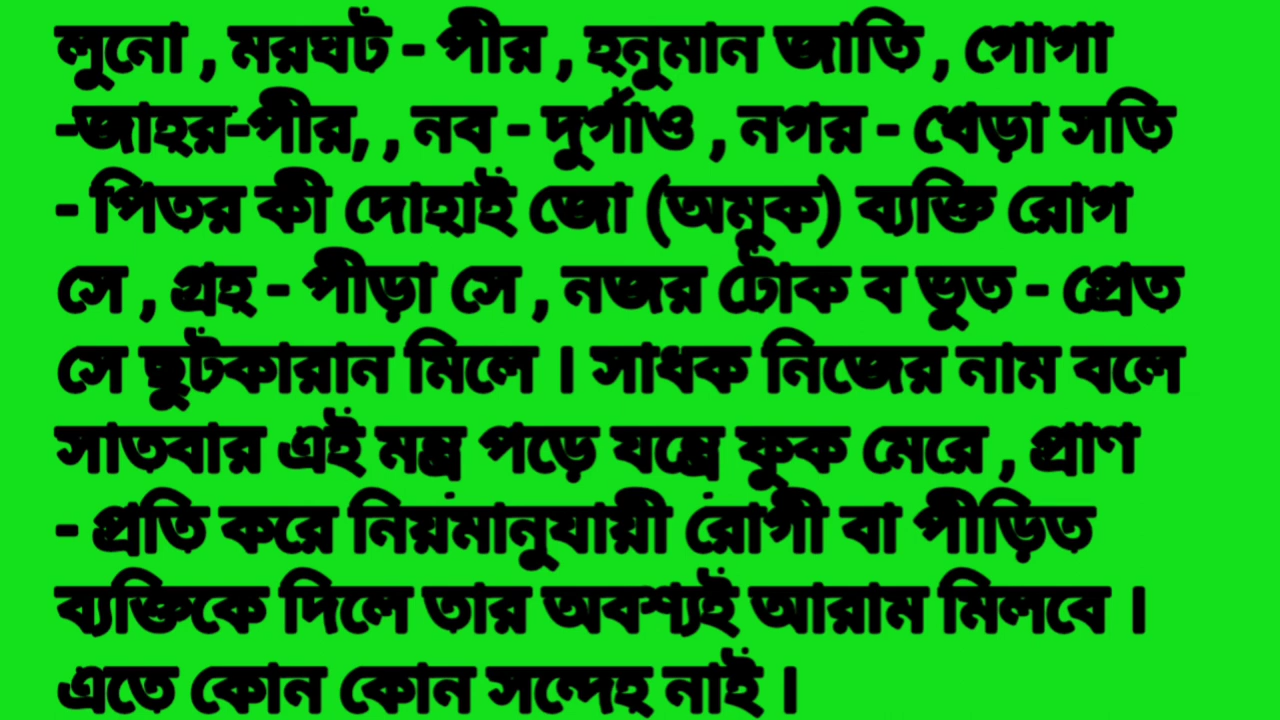 লুনো , মরঘট - পীর , হনুমান জাতি , গোগা
-জাহর-পীর, , নব - দুর্গাও , নগর - খেড়া সতি
- পিতর কী দোহাই জো (অমুক) ব্যক্তি রোগ
সে , গ্রহ - পীড়া সে , নজর টোঁক ব ভুত - প্রেত
সে ছুটকারান মিলে । সাধক নিজের নাম বলে
সাতবার এই মন্ত্র পড়ে যন্ত্রে ফুক মেরে , প্রাণ
- প্রতি করে নিয়মানুযায়ী রোগী বা পীড়িত
ব্যক্তিকে দিলে তার অবশ্যই আরাম মিলবে ।
এতে কোন কোন সন্দেহ নাই ।